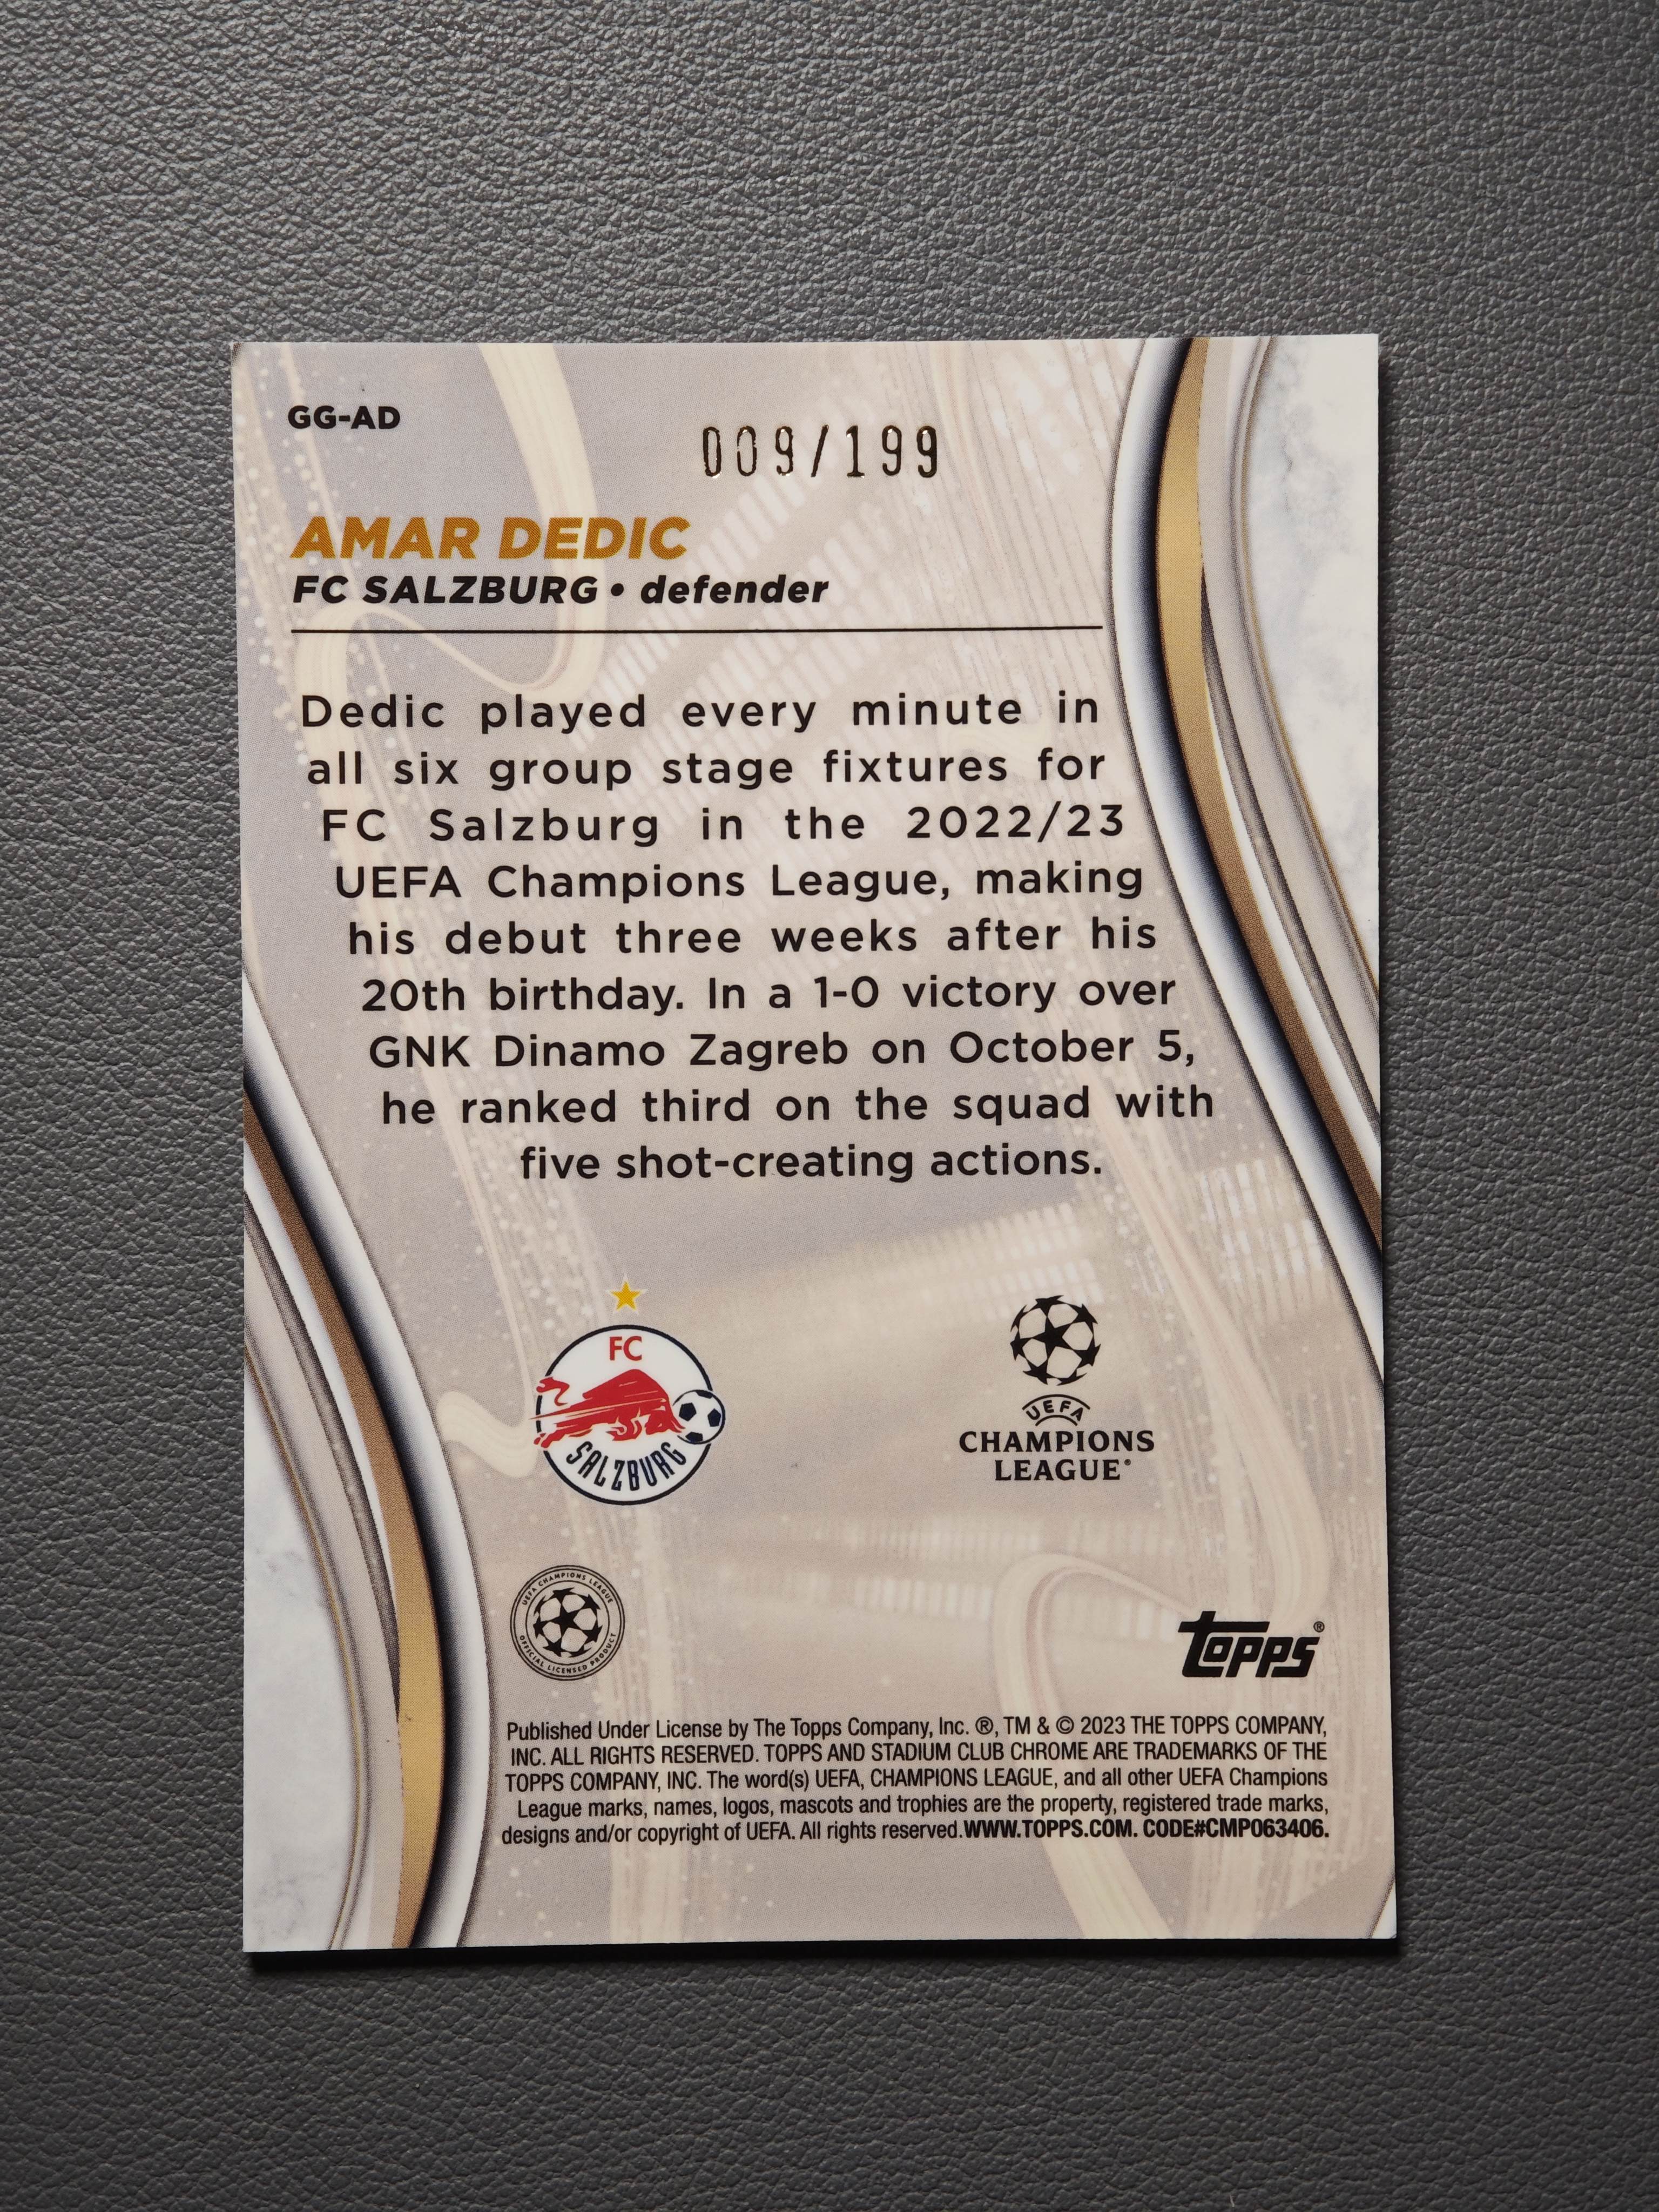 GG-AD
009/199
AMAR DEDIC
FC SALZBURG • defender
Dedic played every minute in
all six group stage fixtures for
FC Salzburg in the 2022/23
UEFA Champions League, making
his debut three weeks after his
20th birthday. In a 1-0 victory over
GNK Dinamo Zagreb on October 5,
he ranked third on the squad with
five shot-creating actions.
FC
SALZBURG
UEFA
CHAMPIONS
LEAGUE®
UEFA CHAMPIONS LEAGUE
OFFICIAL LICENSED PRODUCT
topps®
Published Under License by The Topps Company, Inc. ®, TM & © 2023 THE TOPPS COMPANY,
INC. ALL RIGHTS RESERVED. TOPPS AND STADIUM CLUB CHROME ARE TRADEMARKS OF THE
TOPPS COMPANY, INC. The word(s) UEFA, CHAMPIONS LEAGUE, and all other UEFA Champions
League marks, names, logos, mascots and trophies are the property, registered trade marks,
designs and/or copyright of UEFA. All rights reserved.WWW.TOPPS.COM. CODE#CMP063406.